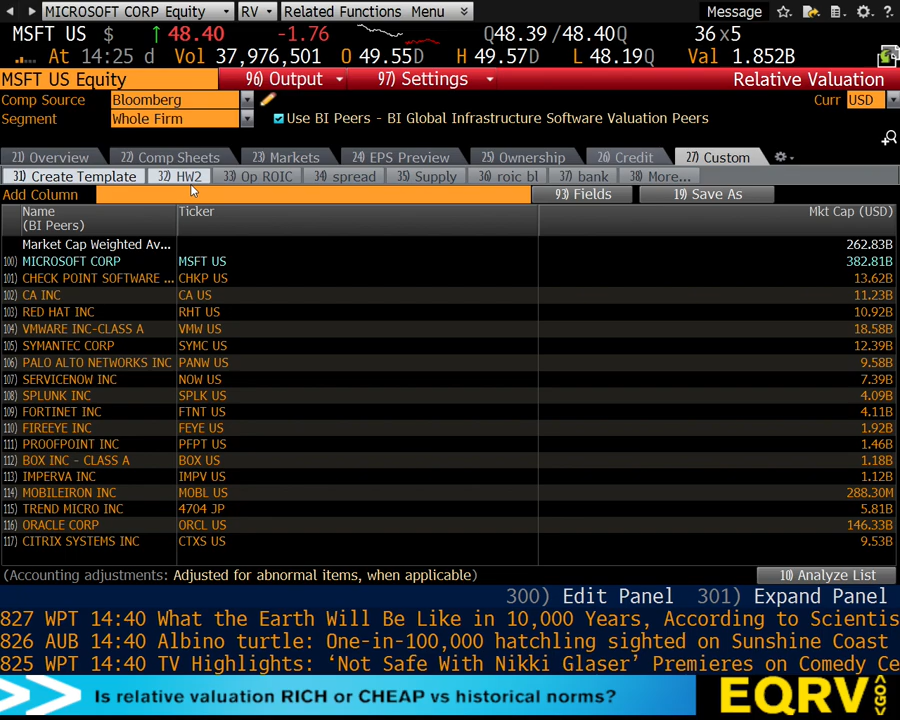 MICROSOFT CORP Equity RV Related Functions Menu Message
MSFT US $ 48.40 -1.76 Q48.39 / 48.40Q 36x5
At 14:25 d Vol 37,976,501 O 49.55D H 49.57D L 48.19Q Val 1.852B
MSFT US Equity 96) Output 97) Settings Relative Valuation
Comp Source Bloomberg Curr USD
Segment Whole Firm Use BI Peers - BI Global Infrastructure Software Valuation Peers
21) Overview 22) Comp Sheets 23) Markets 24) EPS Preview 25) Ownership 26) Credit 27) Custom
31) Create Template 32) HW2 33) Op ROIC 34) spread 35) Supply 36) roic bl 37) bank 38) More...
Add Column 93) Fields 19) Save As
Name Ticker Mkt Cap (USD)
(BI Peers)
Market Cap Weighted Av... 262.83B
100) MICROSOFT CORP MSFT US 382.81B
101) CHECK POINT SOFTWARE ... CHKP US 13.62B
102) CA INC CA US 11.23B
103) RED HAT INC RHT US 10.92B
104) VMWARE INC-CLASS A VMW US 18.58B
105) SYMANTEC CORP SYMC US 12.39B
106) PALO ALTO NETWORKS INC PANW US 9.58B
107) SERVICENOW INC NOW US 7.39B
108) SPLUNK INC SPLK US 4.09B
109) FORTINET INC FTNT US 4.11B
110) FIREEYE INC FEYE US 1.92B
111) PROOFPOINT INC PFPT US 1.46B
112) BOX INC - CLASS A BOX US 1.18B
113) IMPERVA INC IMPV US 1.12B
114) MOBILEIRON INC MOBL US 288.30M
115) TREND MICRO INC 4704 JP 5.81B
116) ORACLE CORP ORCL US 146.33B
117) CITRIX SYSTEMS INC CTXS US 9.53B
(Accounting adjustments: Adjusted for abnormal items, when applicable) 10) Analyze List
300) Edit Panel 301) Expand Panel
827 WPT 14:40 What the Earth Will Be Like in 10,000 Years, According to Scientis
826 AUB 14:40 Albino turtle: One-in-100,000 hatchling sighted on Sunshine Coast
825 WPT 14:40 TV Highlights: ‘Not Safe With Nikki Glaser’ Premieres on Comedy Ce
Is relative valuation RICH or CHEAP vs historical norms? EQRV <GO>